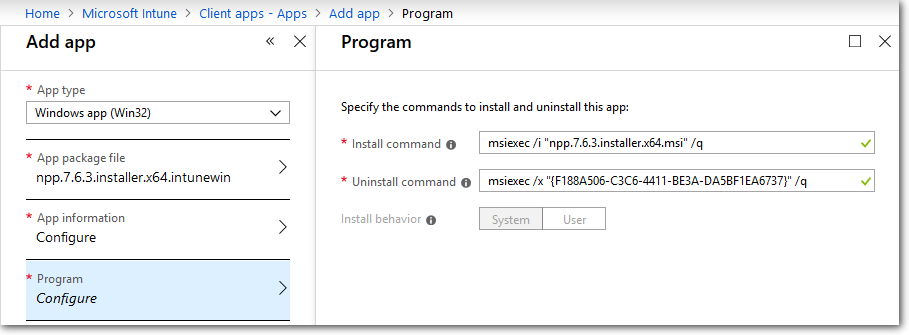 Home > Microsoft Intune > Client apps - Apps > Add app > Program
Add app
Program
* App type
Windows app (Win32)
* App package file
npp.7.6.3.installer.x64.intunewin
* App information
Configure
* Program
Configure
Specify the commands to install and uninstall this app:
* Install command
msiexec /i "npp.7.6.3.installer.x64.msi" /q
* Uninstall command
msiexec /x "{F188A506-C3C6-4411-BE3A-DA5BF1EA6737}" /q
Install behavior
System
User